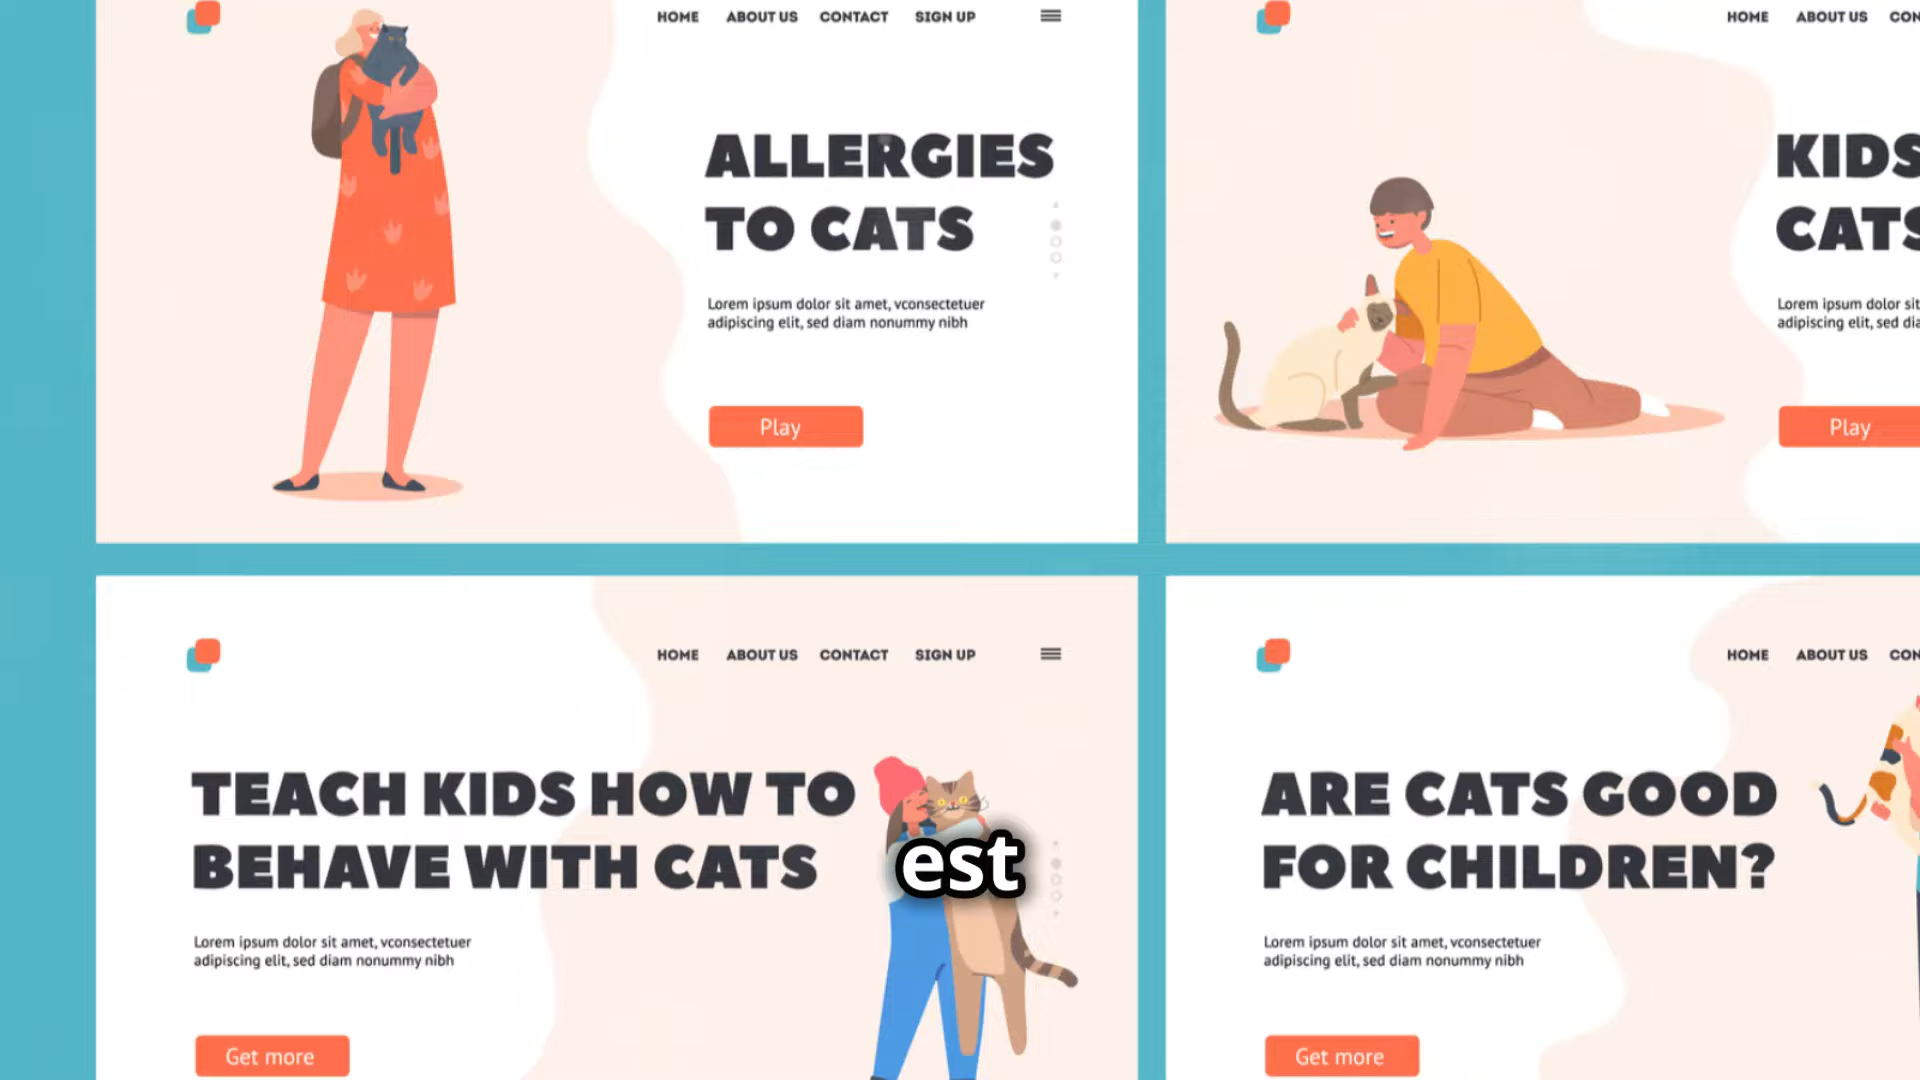 HOME ABOUT US CONTACT SIGN UP
ALLERGIES
TO CATS
Lorem ipsum dolor sit amet, vconsectetuer
adipiscing elit, sed diam nonummy nibh
Play
HOME ABOUT US CON
KIDS
CATS
Lorem ipsum dolor sit
adipiscing elit, sed dia
Play
HOME ABOUT US CONTACT SIGN UP
TEACH KIDS HOW TO
BEHAVE WITH CATS
est
Lorem ipsum dolor sit amet, vconsectetuer
adipiscing elit, sed diam nonummy nibh
Get more
HOME ABOUT US CON
ARE CATS GOOD
FOR CHILDREN?
Lorem ipsum dolor sit amet, vconsectetuer
adipiscing elit, sed diam nonummy nibh
Get more